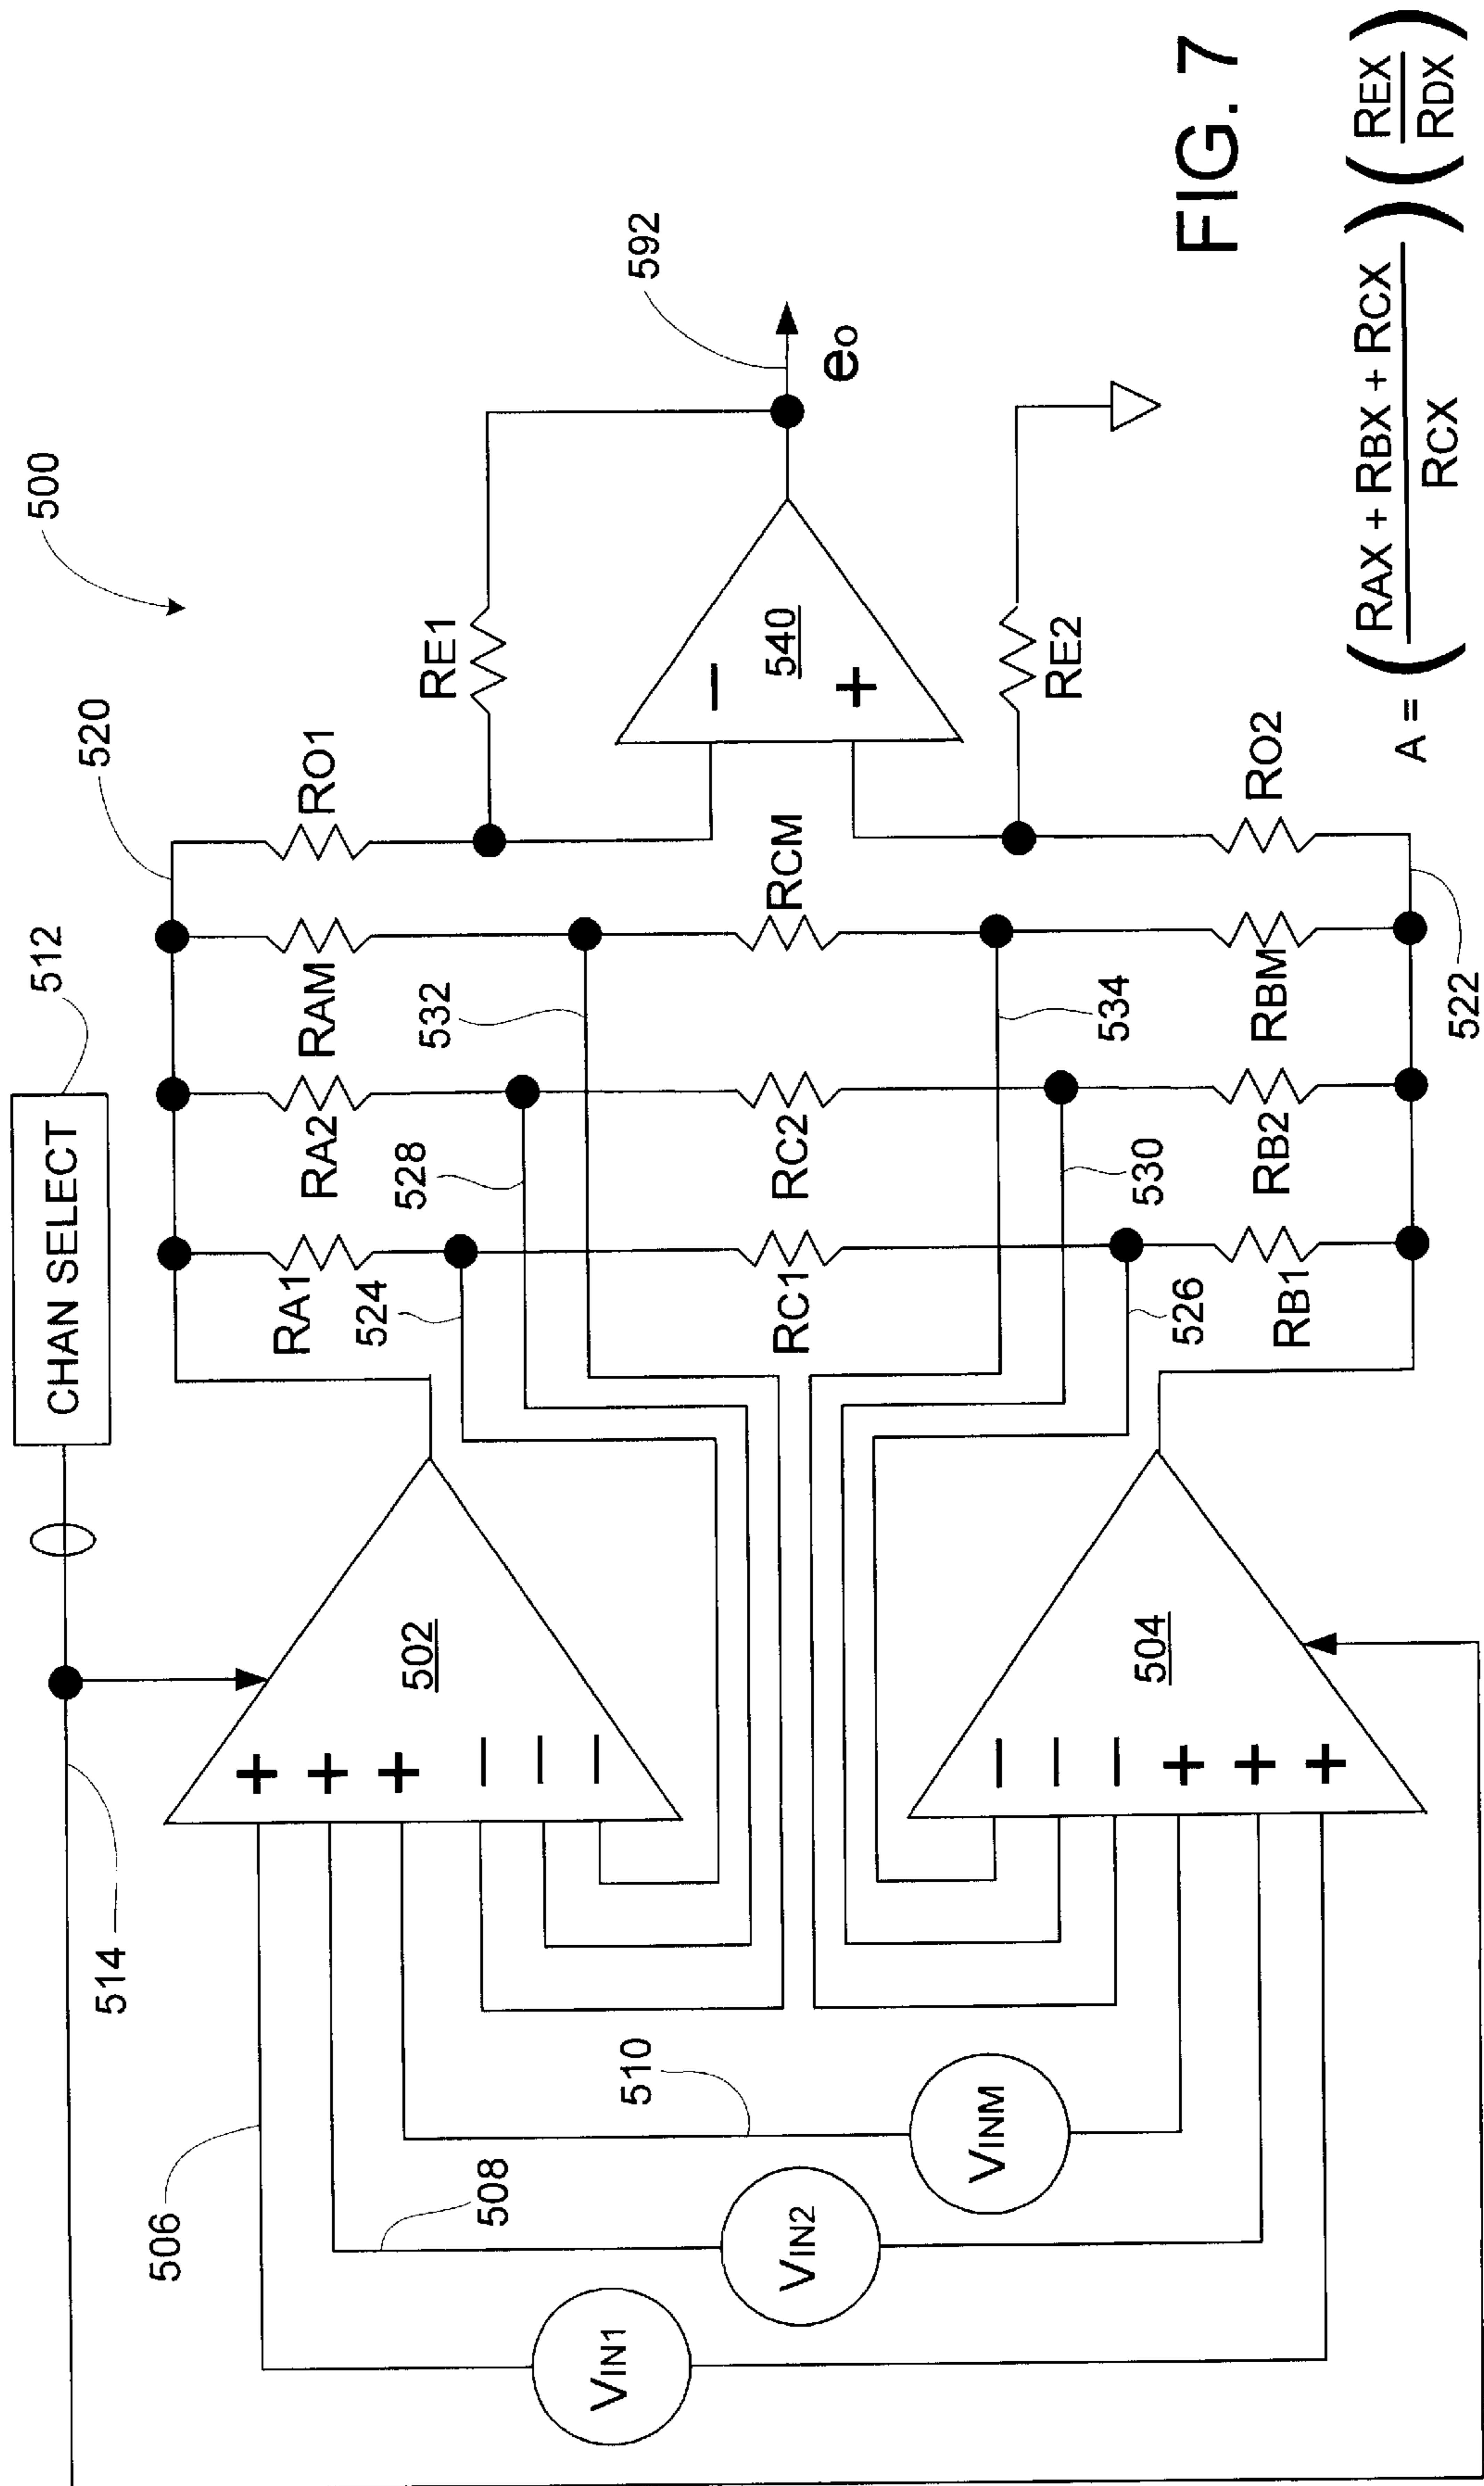 500
CHAN SELECT
512
514
520
RA1
RA2
RAM
RO1
506
508
510
502
524
528
532
RE1
592
VIN1
VIN2
VINM
+
+
+
−
−
−
RC1
RC2
RCM
−
+
540
eo
−
−
−
+
+
+
504
526
530
534
RE2
RB1
RB2
RBM
RO2
522
FIG. 7
A = ( RAX + RBX + RCX / RCX ) ( REX / RDX )